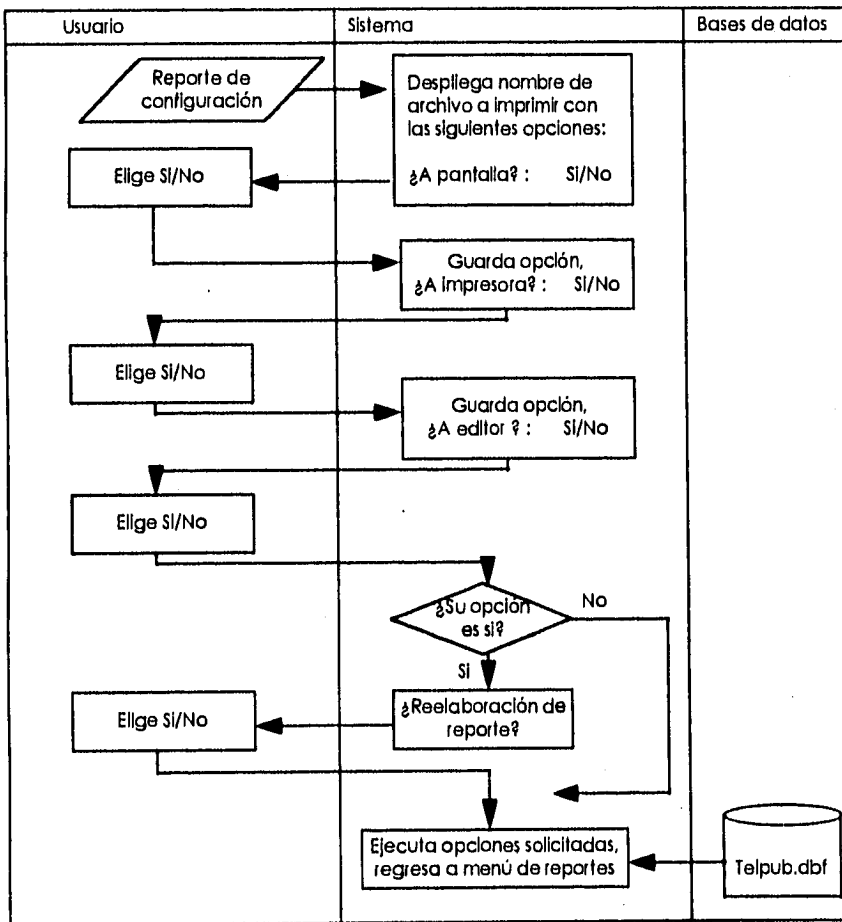 Usuario
Sistema
Bases de datos
Reporte de
configuración
Despliega nombre de
archivo a imprimir con
las siguientes opciones:
¿A pantalla? : Si/No
Elige Si/No
Guarda opción,
¿A impresora? : Si/No
Elige Si/No
Guarda opción,
¿A editor ? : Si/No
Elige Si/No
¿Su opción
es si?
No
Si
¿Reelaboración de
reporte?
Elige Si/No
Ejecuta opciones solicitadas,
regresa a menú de reportes
Telpub.dbf